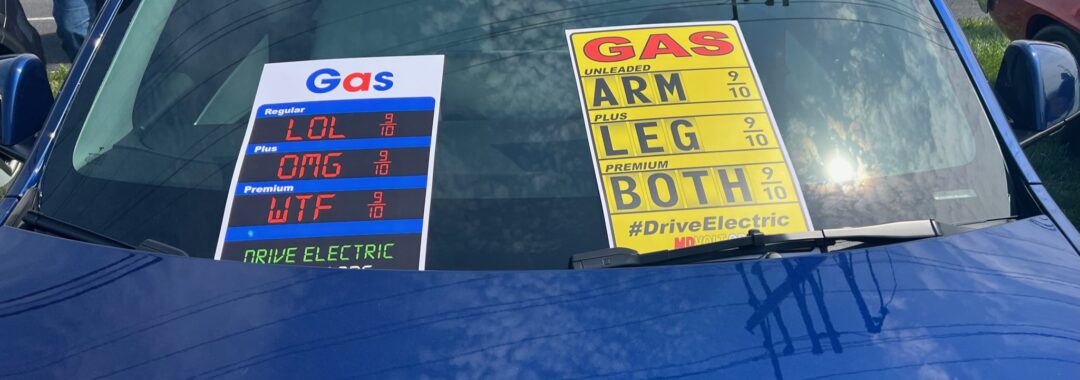 Gas
Regular
LOL 9/10
Plus
OMG 9/10
Premium
WTF 9/10
DRIVE ELECTRIC
GAS
UNLEADED
ARM 9/10
PLUS
LEG 9/10
PREMIUM
BOTH 9/10
#DriveElectric